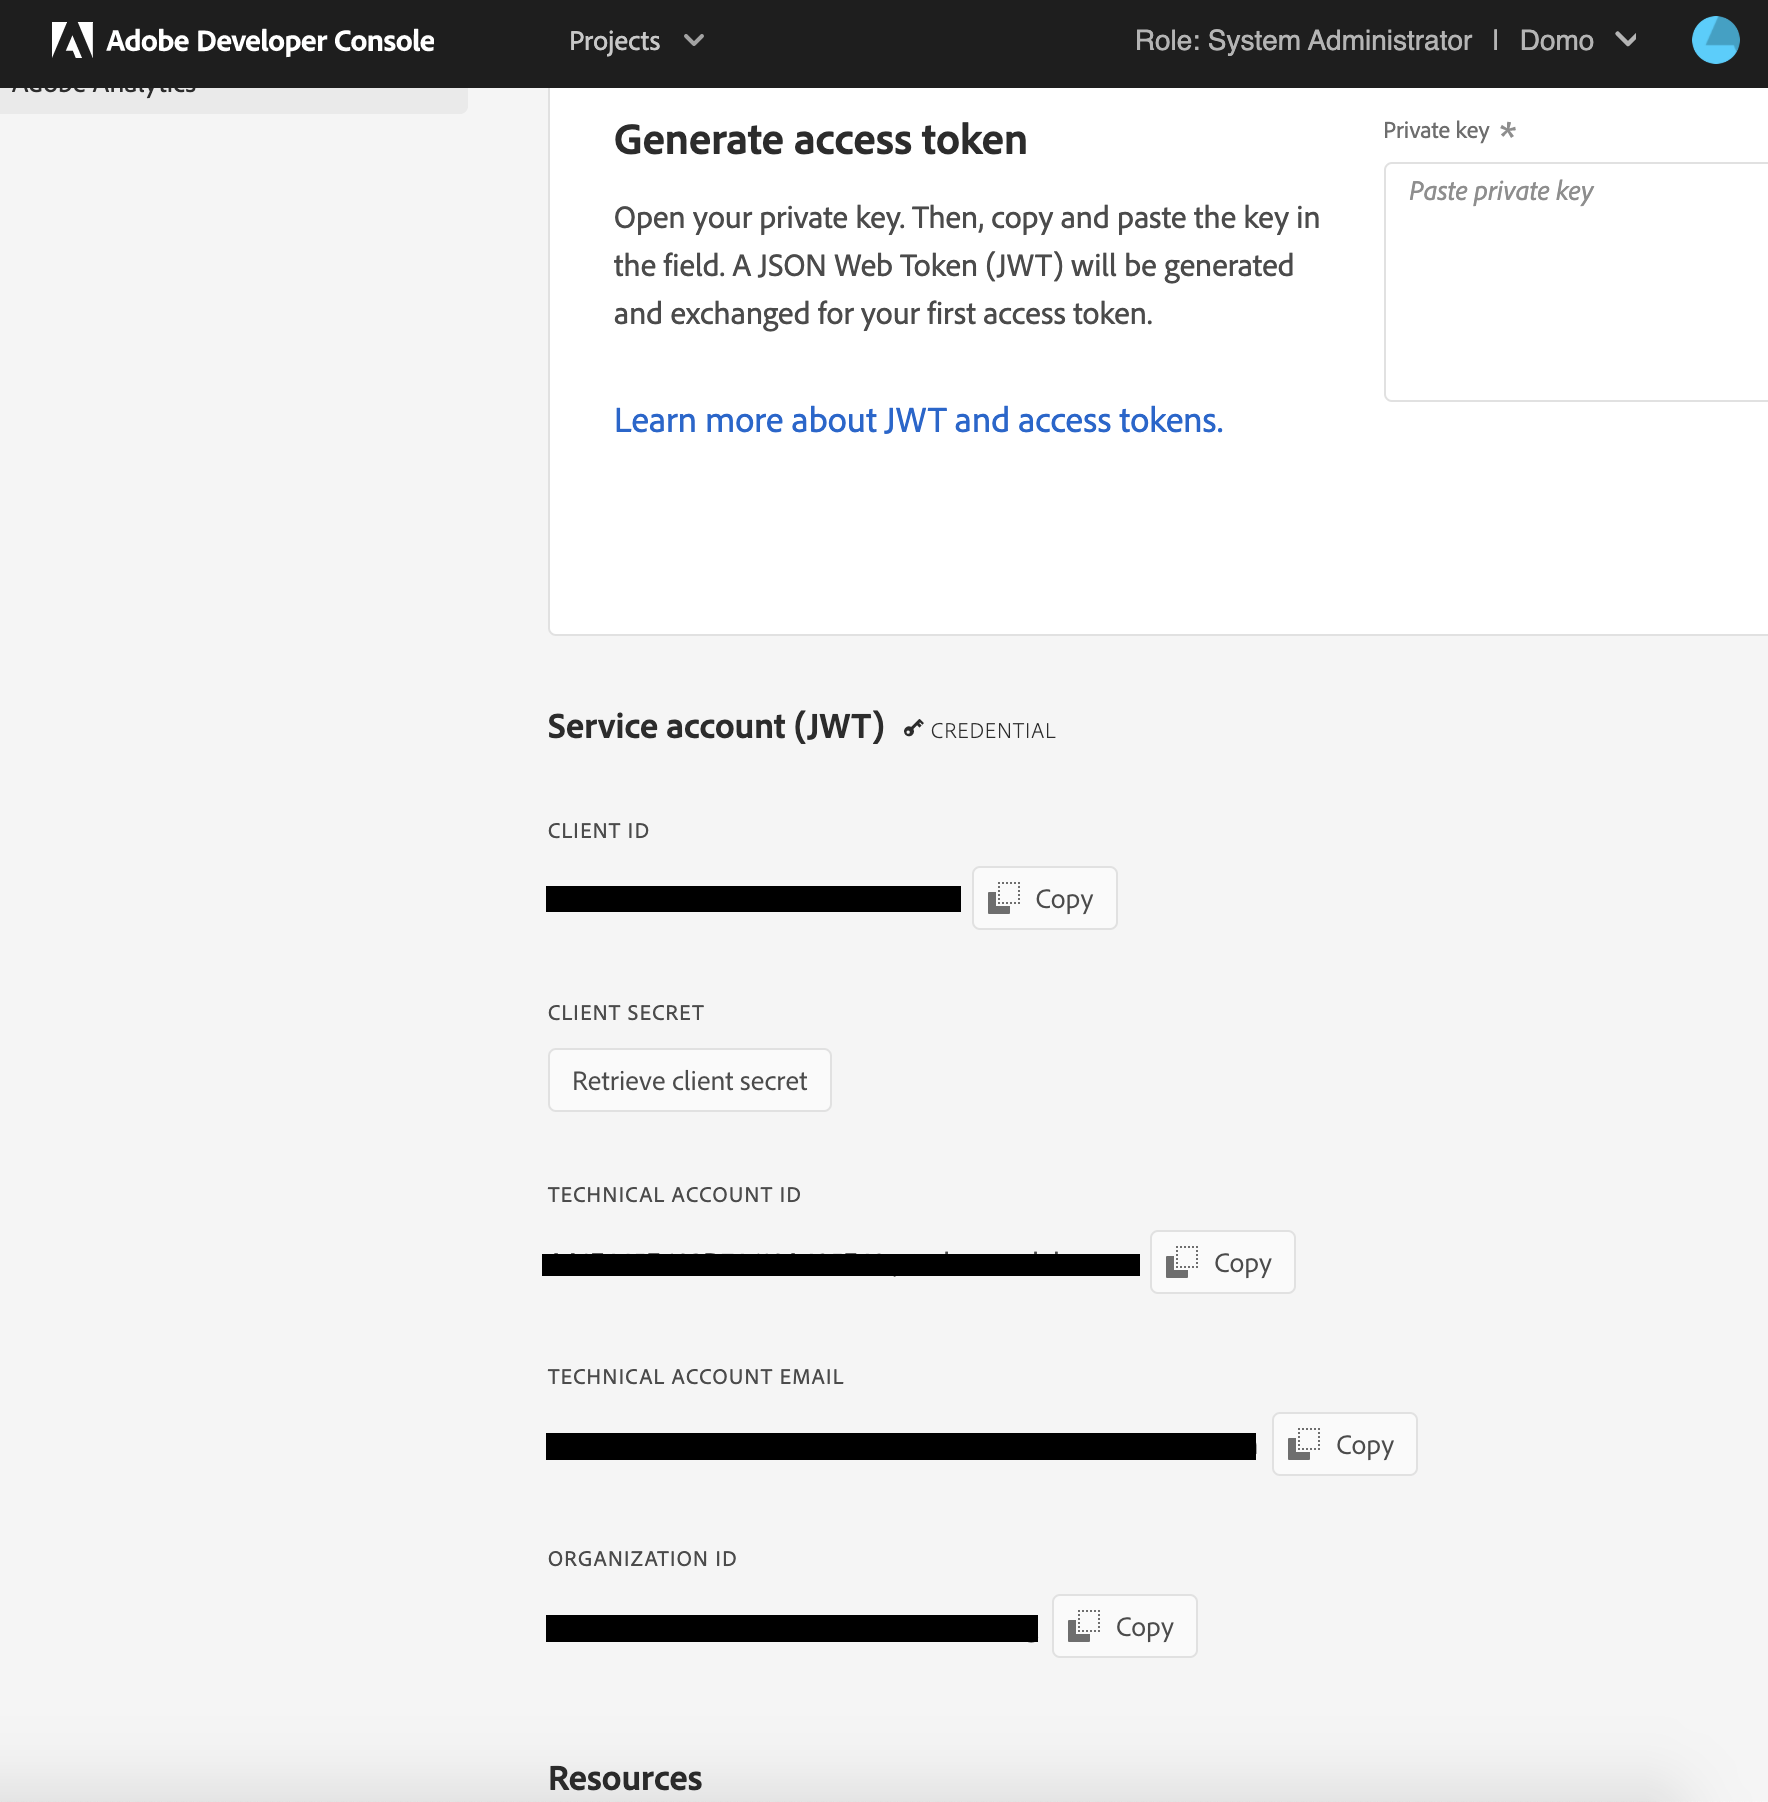 Adobe Developer Console
Projects
Role: System Administrator | Domo
Adobe Analytics
Generate access token
Open your private key. Then, copy and paste the key in
the field. A JSON Web Token (JWT) will be generated
and exchanged for your first access token.
Learn more about JWT and access tokens.
Private key *
Paste private key
Service account (JWT) CREDENTIAL
CLIENT ID
Copy
CLIENT SECRET
Retrieve client secret
TECHNICAL ACCOUNT ID
Copy
TECHNICAL ACCOUNT EMAIL
Copy
ORGANIZATION ID
Copy
Resources